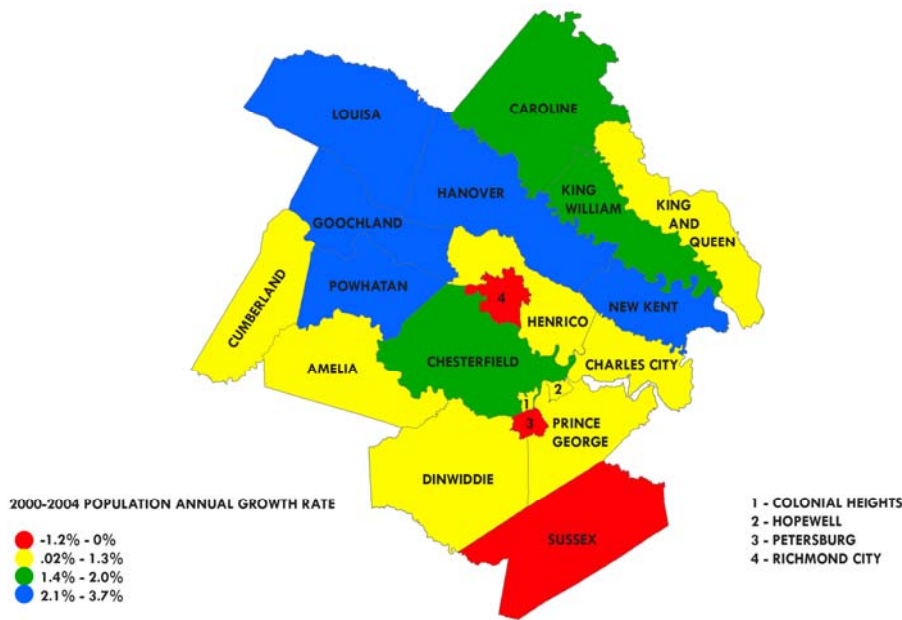 CAROLINE
LOUISA
HANOVER
KING
WILLIAM
KING
AND
QUEEN
GOOCHLAND
POWHATAN
CUMBERLAND
4
HENRICO
NEW KENT
AMELIA
CHESTERFIELD
CHARLES CITY
2
1
3
PRINCE
GEORGE
DINWIDDIE
SUSSEX
2000-2004 POPULATION ANNUAL GROWTH RATE
-1.2% - 0%
.02% - 1.3%
1.4% - 2.0%
2.1% - 3.7%
1 - COLONIAL HEIGHTS
2 - HOPEWELL
3 - PETERSBURG
4 - RICHMOND CITY